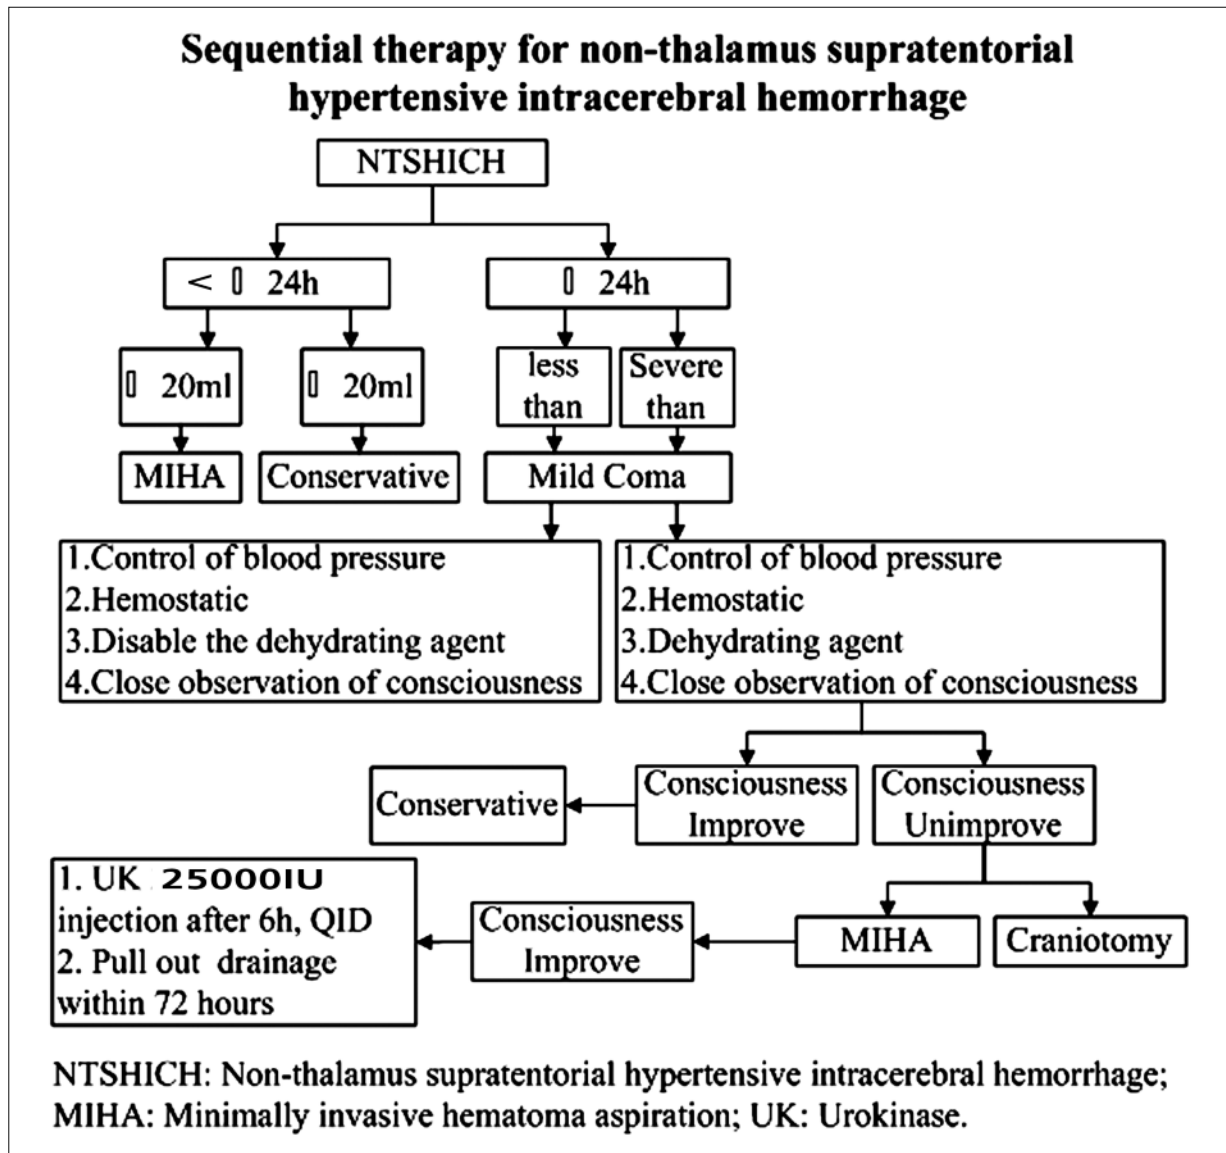 Sequential therapy for non-thalamus supratentorial
hypertensive intracerebral hemorrhage
NTSHICH
< ▯ 24h
▯ 24h
▯ 20ml
▯ 20ml
less
than
Severe
than
MIHA
Conservative
Mild Coma
1.Control of blood pressure
2.Hemostatic
3.Disable the dehydrating agent
4.Close observation of consciousness
1.Control of blood pressure
2.Hemostatic
3.Dehydrating agent
4.Close observation of consciousness
Conservative
Consciousness
Improve
Consciousness
Unimprove
1. UK 25000IU
injection after 6h, QID
2. Pull out drainage
within 72 hours
Consciousness
Improve
MIHA
Craniotomy
NTSHICH: Non-thalamus supratentorial hypertensive intracerebral hemorrhage;
MIHA: Minimally invasive hematoma aspiration; UK: Urokinase.